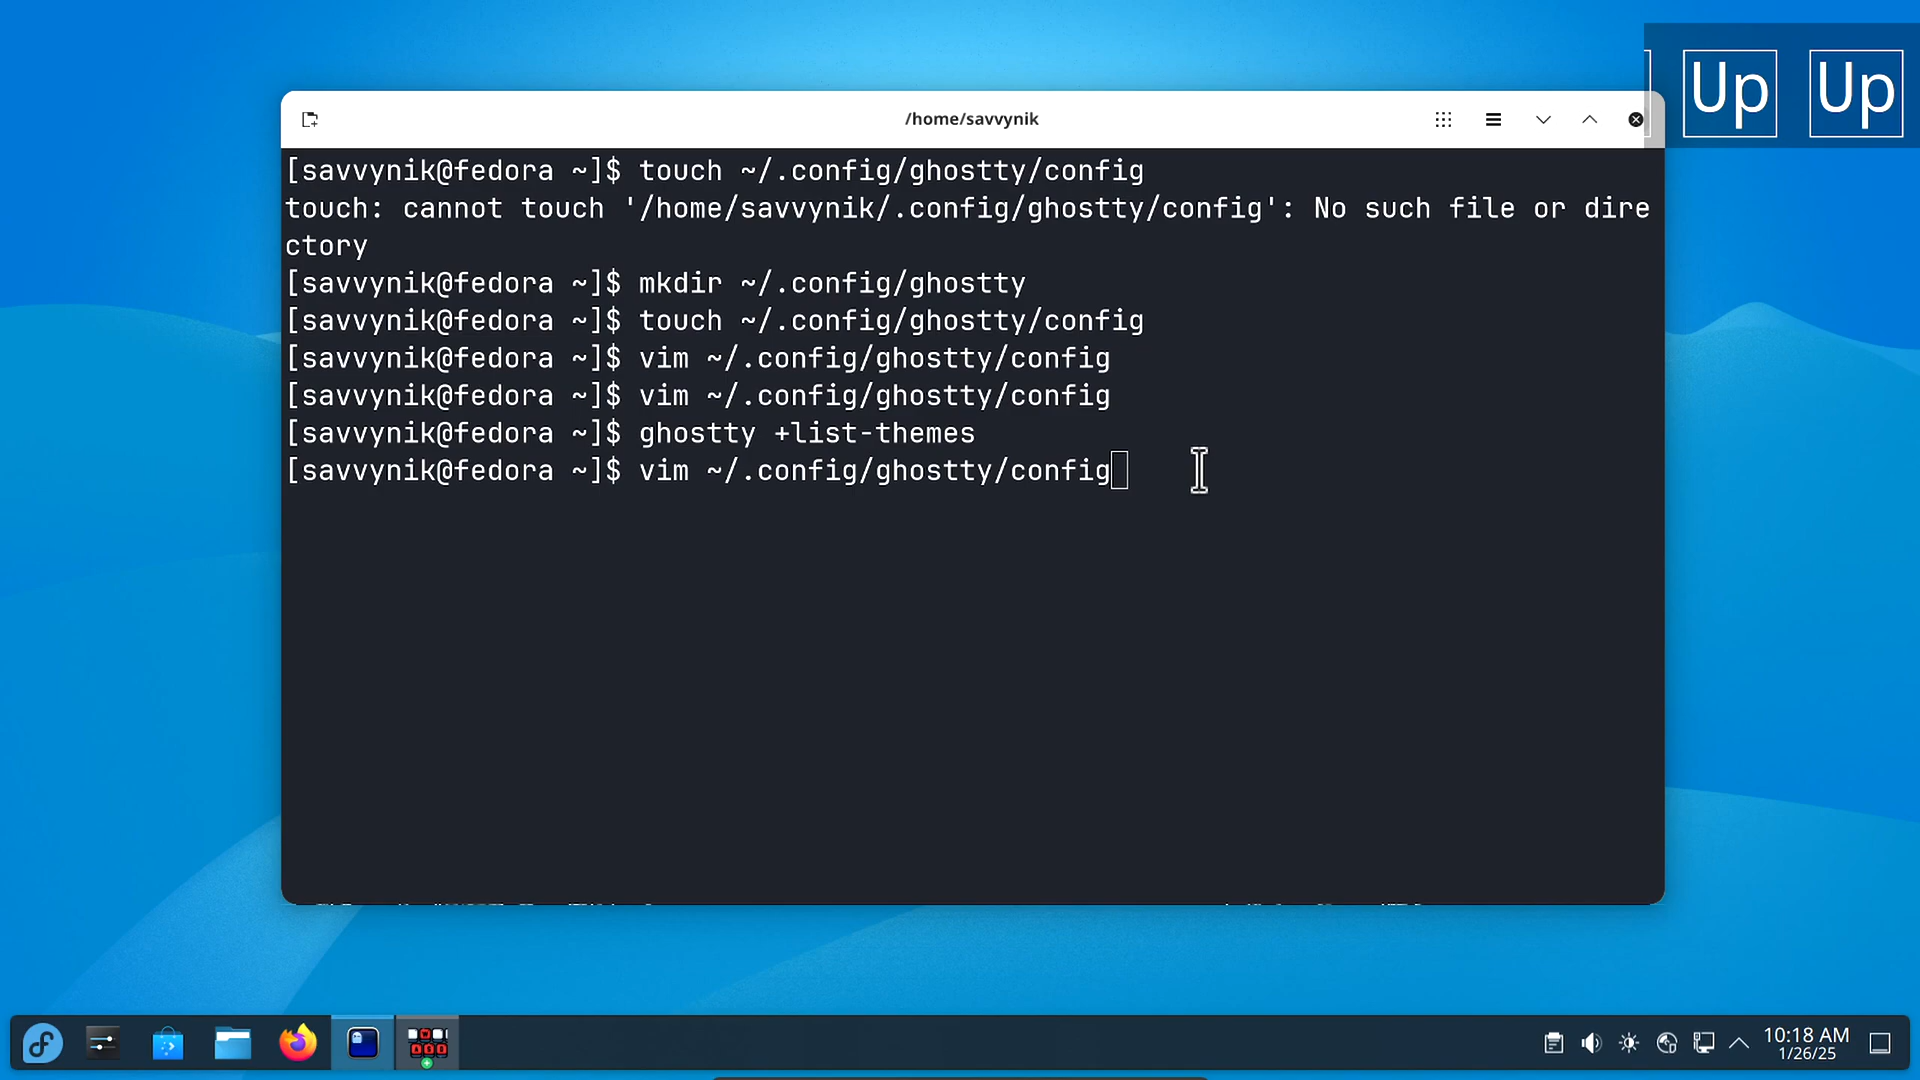 Up Up
/home/savvynik
[savvynik@fedora ~]$ touch ~/.config/ghostty/config
touch: cannot touch '/home/savvynik/.config/ghostty/config': No such file or dire
ctory
[savvynik@fedora ~]$ mkdir ~/.config/ghostty
[savvynik@fedora ~]$ touch ~/.config/ghostty/config
[savvynik@fedora ~]$ vim ~/.config/ghostty/config
[savvynik@fedora ~]$ vim ~/.config/ghostty/config
[savvynik@fedora ~]$ ghostty +list-themes
[savvynik@fedora ~]$ vim ~/.config/ghostty/config
10:18 AM
1/26/25